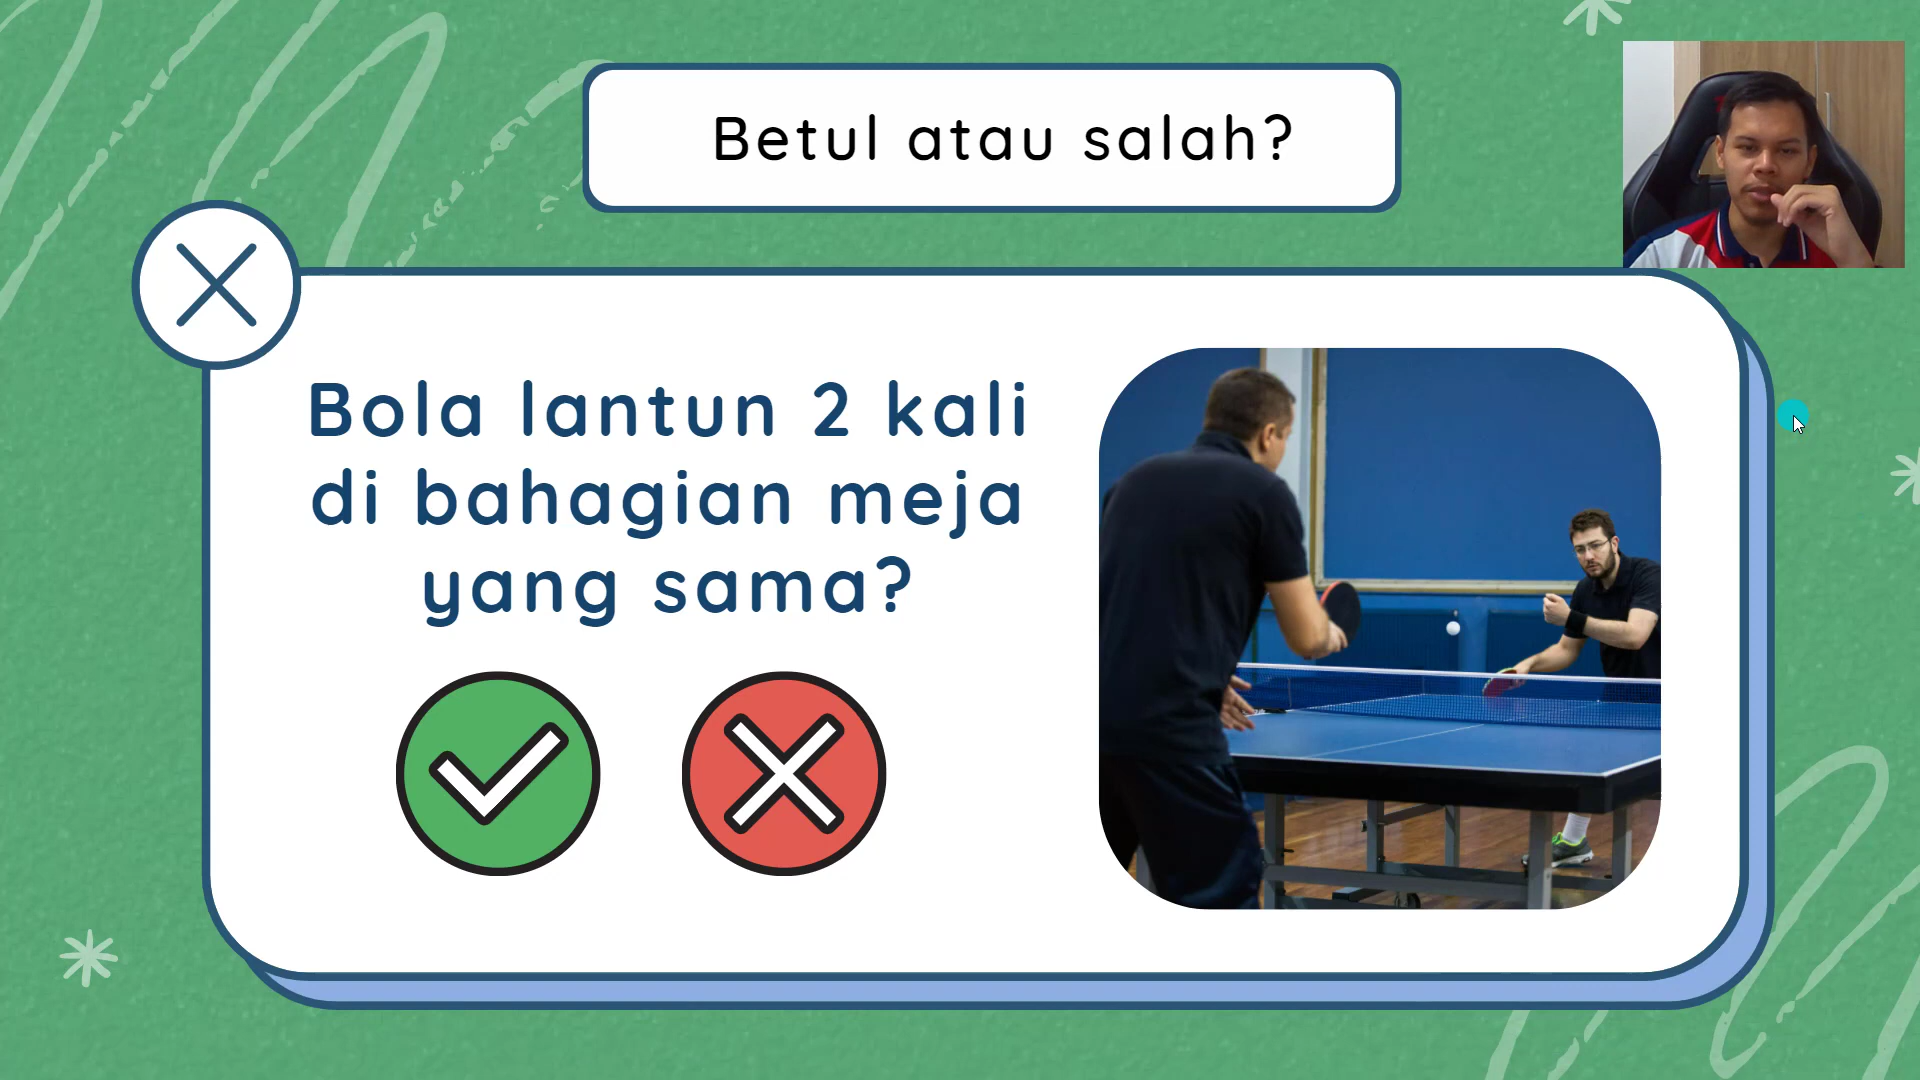 Betul atau salah?
Bola lantun 2 kali
di bahagian meja
yang sama?